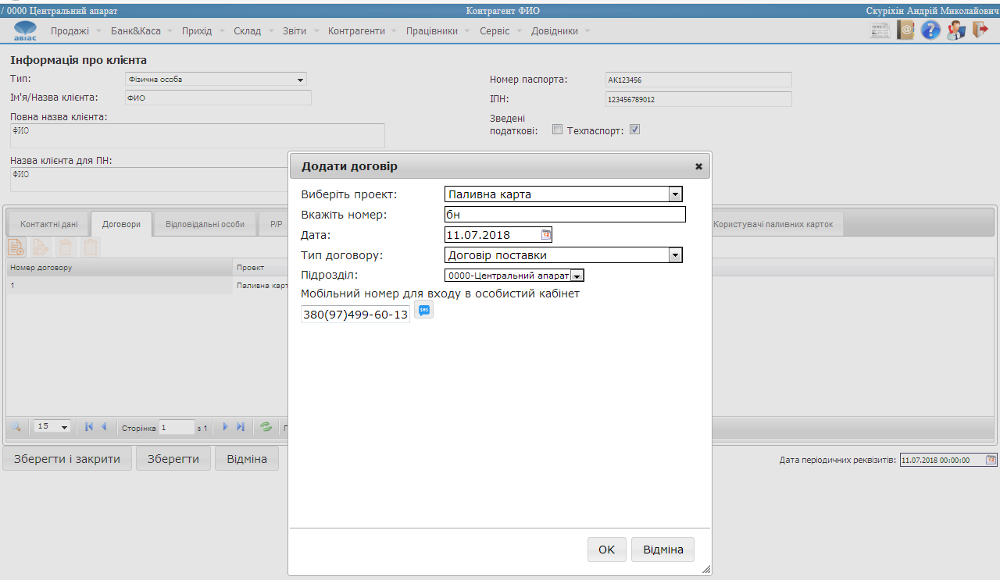 / 0000 Центральний апарат
Контрагент ФИО
Скуріхін Андрій Миколайович
авіас
Продажі
Банк&Каса
Прихід
Склад
Звіти
Контрагенти
Працівники
Сервіс
Довідники
Інформація про клієнта
Тип:
Фізична особа
Номер паспорта:
АК123456
Ім'я/Назва клієнта:
ФИО
ІПН:
123456789012
Повна назва клієнта:
ФИО
Зведені
податкові:
Техпаспорт:
Назва клієнта для ПН:
ФИО
Додати договір
Виберіть проект:
Паливна карта
Вкажіть номер:
бн
Дата:
11.07.2018
Тип договору:
Договір поставки
Підрозділ:
0000-Центральний апарат
Мобільний номер для входу в особистий кабінет
380(97)499-60-13
SMS
OK
Відміна
Контактні дані
Договори
Відповідальні особи
Р/Р
Користувачі паливних карток
Номер договору
Проект
1
Паливна карт
15
Сторінка
1
з 1
Зберегти і закрити
Зберегти
Відміна
Дата періодичних реквізитів:
11.07.2018 00:00:00